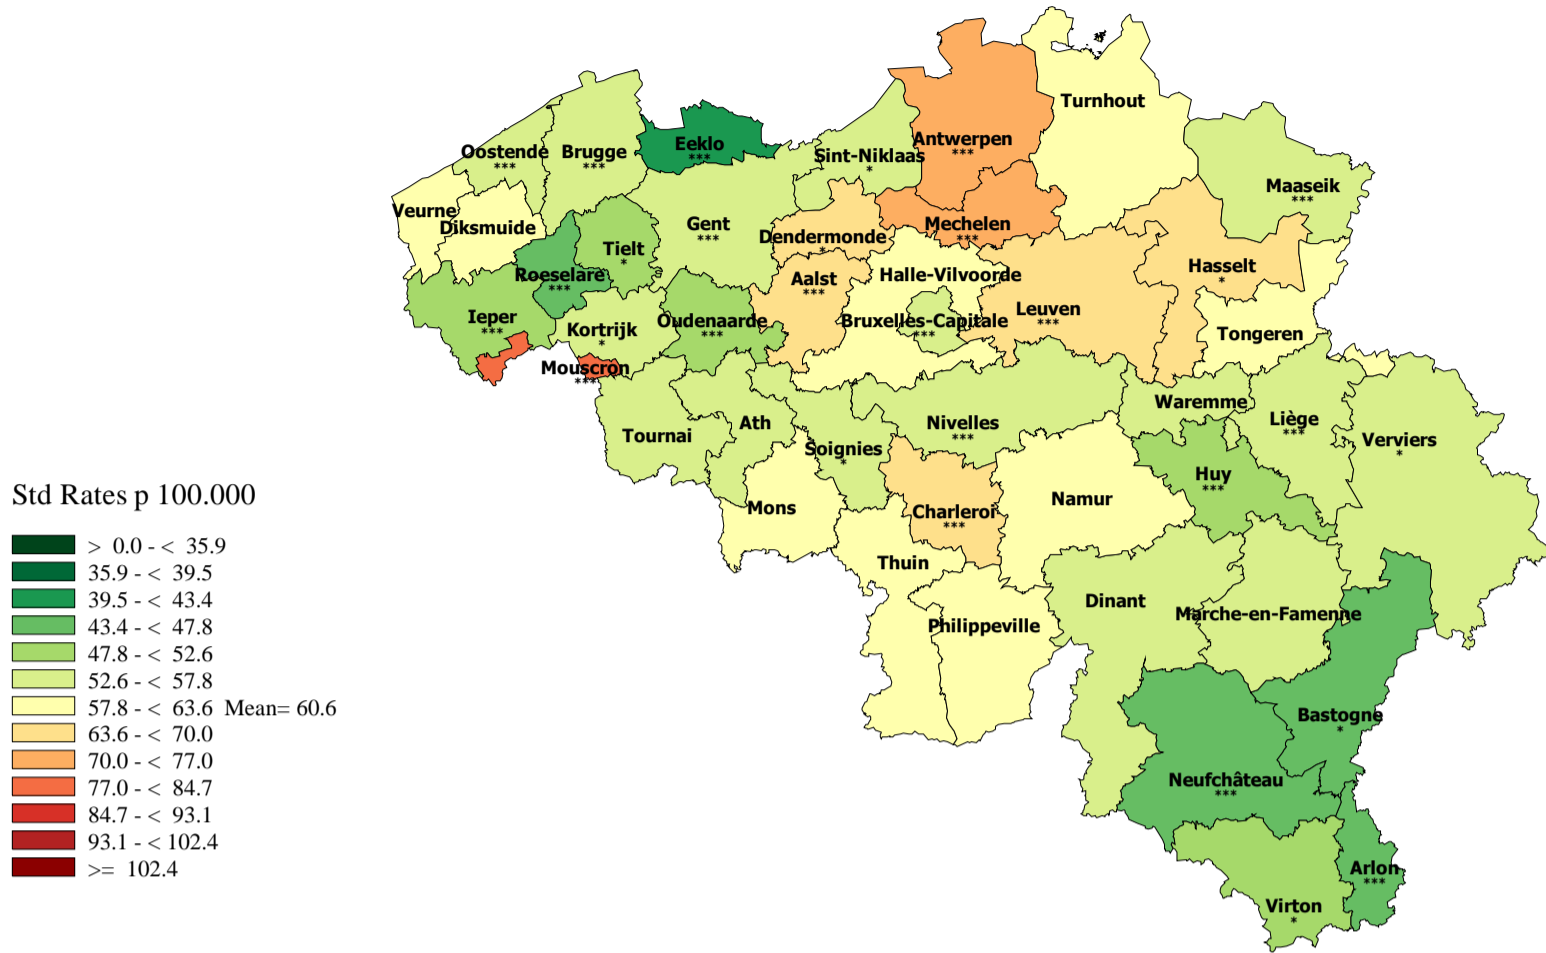 Turnhout
Antwerpen
***
Eeklo
***
Oostende
***
Brugge
***
Sint-Niklaas
*
Maaseik
***
Veurne
Diksmuide
Gent
***
Dendermonde
*
Mechelen
***
Tielt
*
Roeselare
***
Aalst
***
Halle-Vilvoorde
Hasselt
*
Ieper
***
Kortrijk
*
Oudenaarde
***
Bruxelles-Capitale
***
Leuven
***
Tongeren
Mouscron
***
Waremme
Tournai
Ath
Nivelles
***
Liège
***
Verviers
*
Soignies
*
Huy
***
Mons
Charleroi
***
Namur
Thuin
Dinant
Marche-en-Famenne
Philippeville
Bastogne
*
Neufchâteau
***
Arlon
***
Virton
*
Std Rates p 100.000
> 0.0 - < 35.9
35.9 - < 39.5
39.5 - < 43.4
43.4 - < 47.8
47.8 - < 52.6
52.6 - < 57.8
57.8 - < 63.6 Mean= 60.6
63.6 - < 70.0
70.0 - < 77.0
77.0 - < 84.7
84.7 - < 93.1
93.1 - < 102.4
>= 102.4